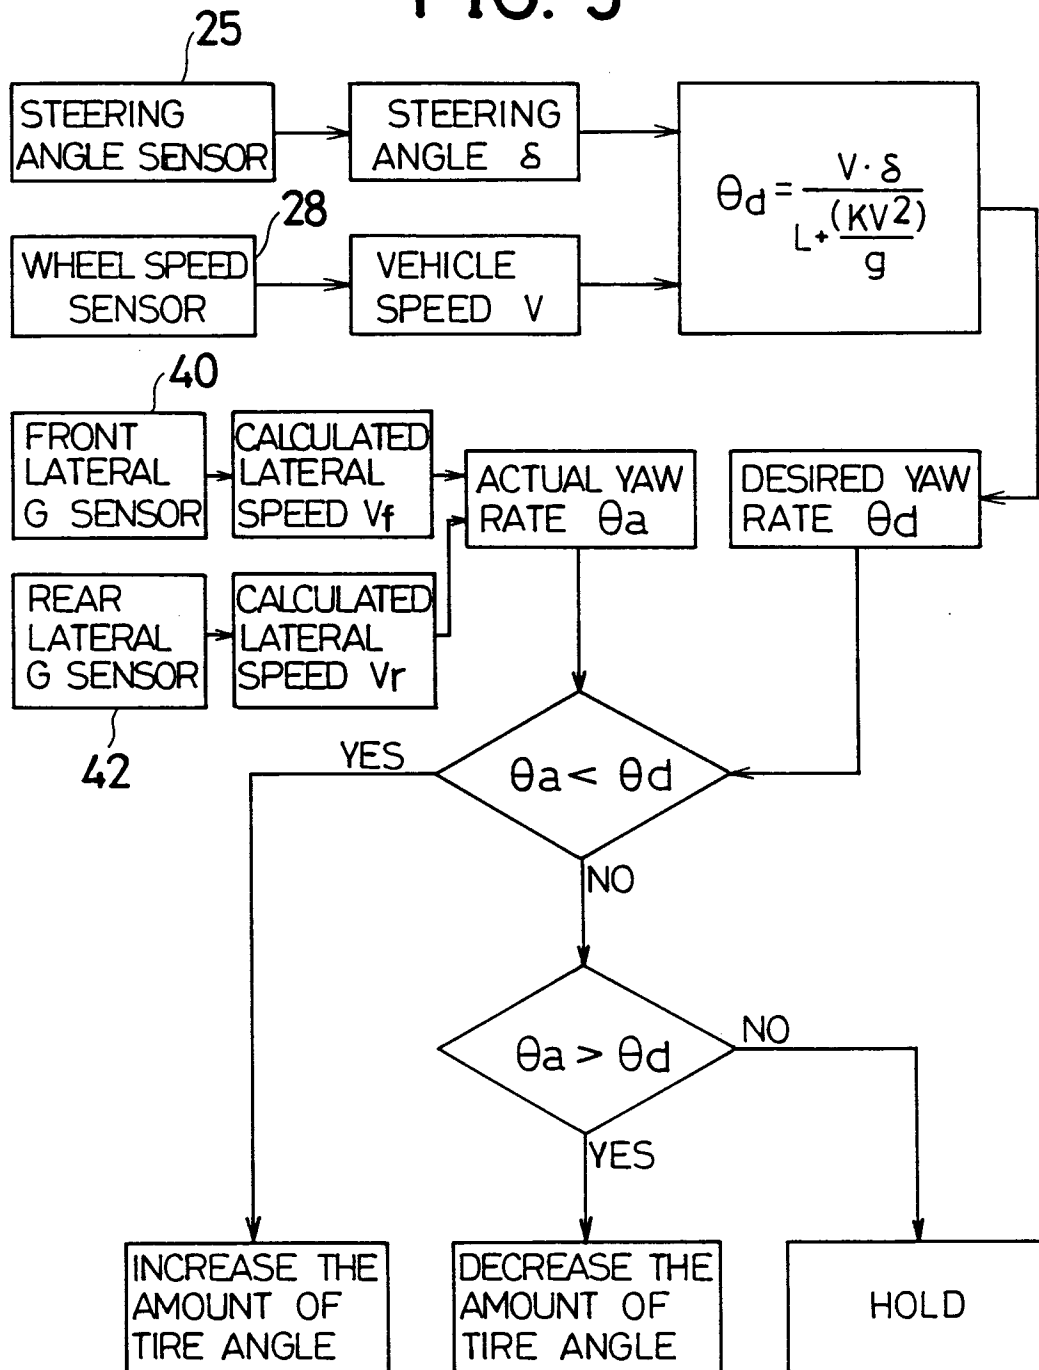 FIG. 5
25
STEERING
ANGLE SENSOR
STEERING
ANGLE δ
28
WHEEL SPEED
SENSOR
VEHICLE
SPEED V
θd = V·δ / L+(KV²)/g
40
FRONT
LATERAL
G SENSOR
CALCULATED
LATERAL
SPEED Vf
ACTUAL YAW
RATE θa
DESIRED YAW
RATE θd
REAR
LATERAL
G SENSOR
CALCULATED
LATERAL
SPEED Vr
42
YES
θa < θd
NO
θa > θd
NO
YES
INCREASE THE
AMOUNT OF
TIRE ANGLE
DECREASE THE
AMOUNT OF
TIRE ANGLE
HOLD